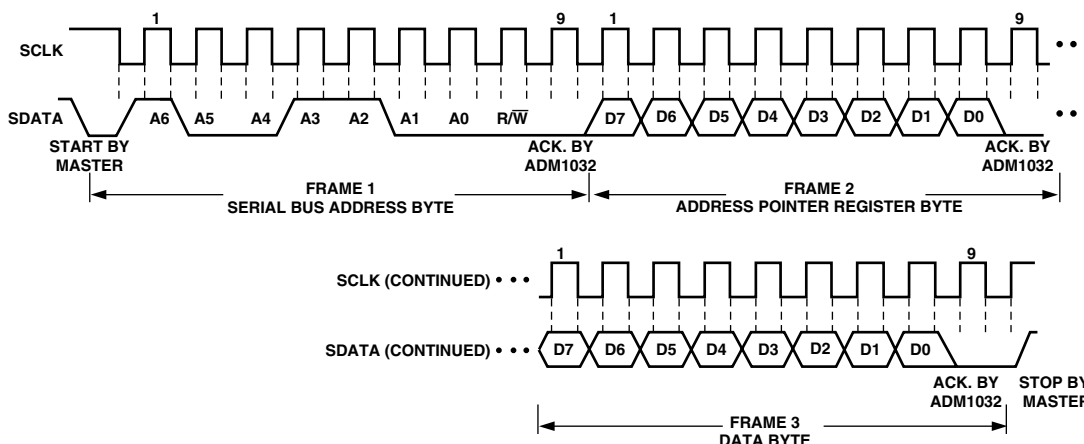 1 9 1 9
SCLK
SDATA A6 A5 A4 A3 A2 A1 A0 R/W̅ D7 D6 D5 D4 D3 D2 D1 D0
START BY MASTER
ACK. BY ADM1032
ACK. BY ADM1032
FRAME 1
SERIAL BUS ADDRESS BYTE
FRAME 2
ADDRESS POINTER REGISTER BYTE
1 9
SCLK (CONTINUED)
SDATA (CONTINUED) D7 D6 D5 D4 D3 D2 D1 D0
ACK. BY ADM1032
STOP BY MASTER
FRAME 3
DATA BYTE